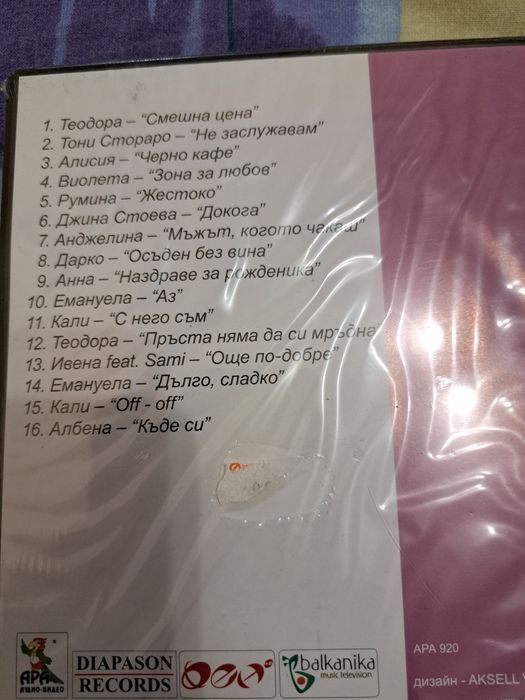 1. Теодора – “Смешна цена”
2. Тони Стораро – “Не заслужавам”
3. Алисия – “Черно кафе”
4. Виолета – “Зона за любов”
5. Румина – “Жестоко”
6. Джина Стоева – “Докога”
7. Анджелина – “Мъжът, когото чакаш”
8. Дарко – “Осъден без вина”
9. Анна – “Наздраве за рожденика”
10. Емануела – “Аз”
11. Кали – “С него съм”
12. Теодора – “Пръста няма да си мръдна”
13. Ивена feat. Sami – “Още по-добре”
14. Емануела – “Дълго, сладко”
15. Кали – “Off - off”
16. Албена – “Къде си”
АРА
АУДИО-ВИДЕО
DIAPASON
RECORDS
balkanika
music television
АРА 920
дизайн - AKSELL